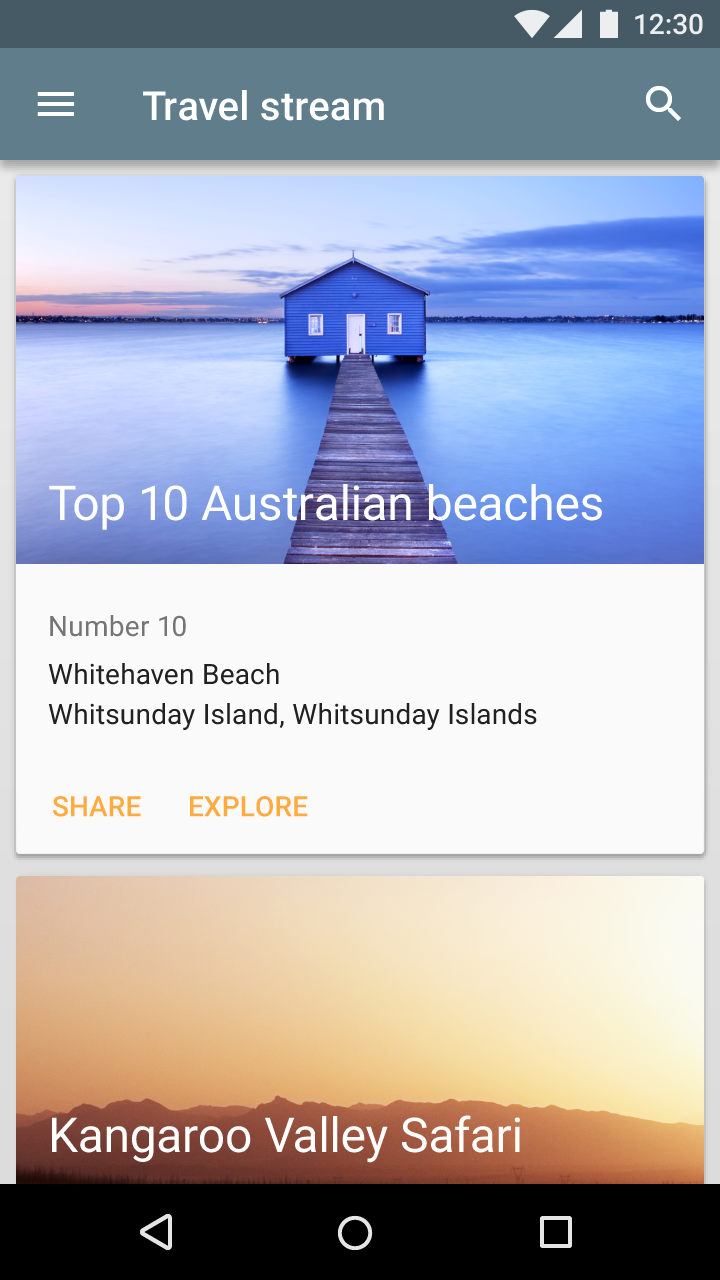 12:30
Travel stream
Top 10 Australian beaches
Number 10
Whitehaven Beach
Whitsunday Island, Whitsunday Islands
SHARE EXPLORE
Kangaroo Valley Safari